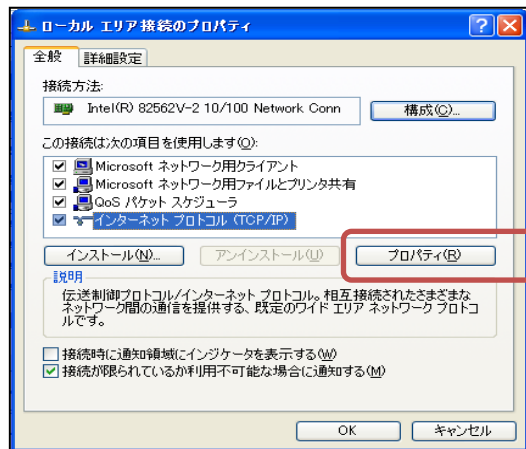 ローカル エリア接続のプロパティ
全般 詳細設定
接続方法:
Intel(R) 82562V-2 10/100 Network Conn 構成(C)...
この接続は次の項目を使用します(O):
Microsoft ネットワーク用クライアント
Microsoft ネットワーク用ファイルとプリンタ共有
QoS パケット スケジューラ
インターネット プロトコル (TCP/IP)
インストール(N)... アンインストール(U) プロパティ(R)
説明
伝送制御プロトコル/インターネット プロトコル。相互接続されたさまざまな
ネットワーク間の通信を提供する、既定のワイド エリア ネットワーク プロトコ
ルです。
接続時に通知領域にインジケータを表示する(W)
接続が限られているか利用不可能な場合に通知する(M)
OK キャンセル